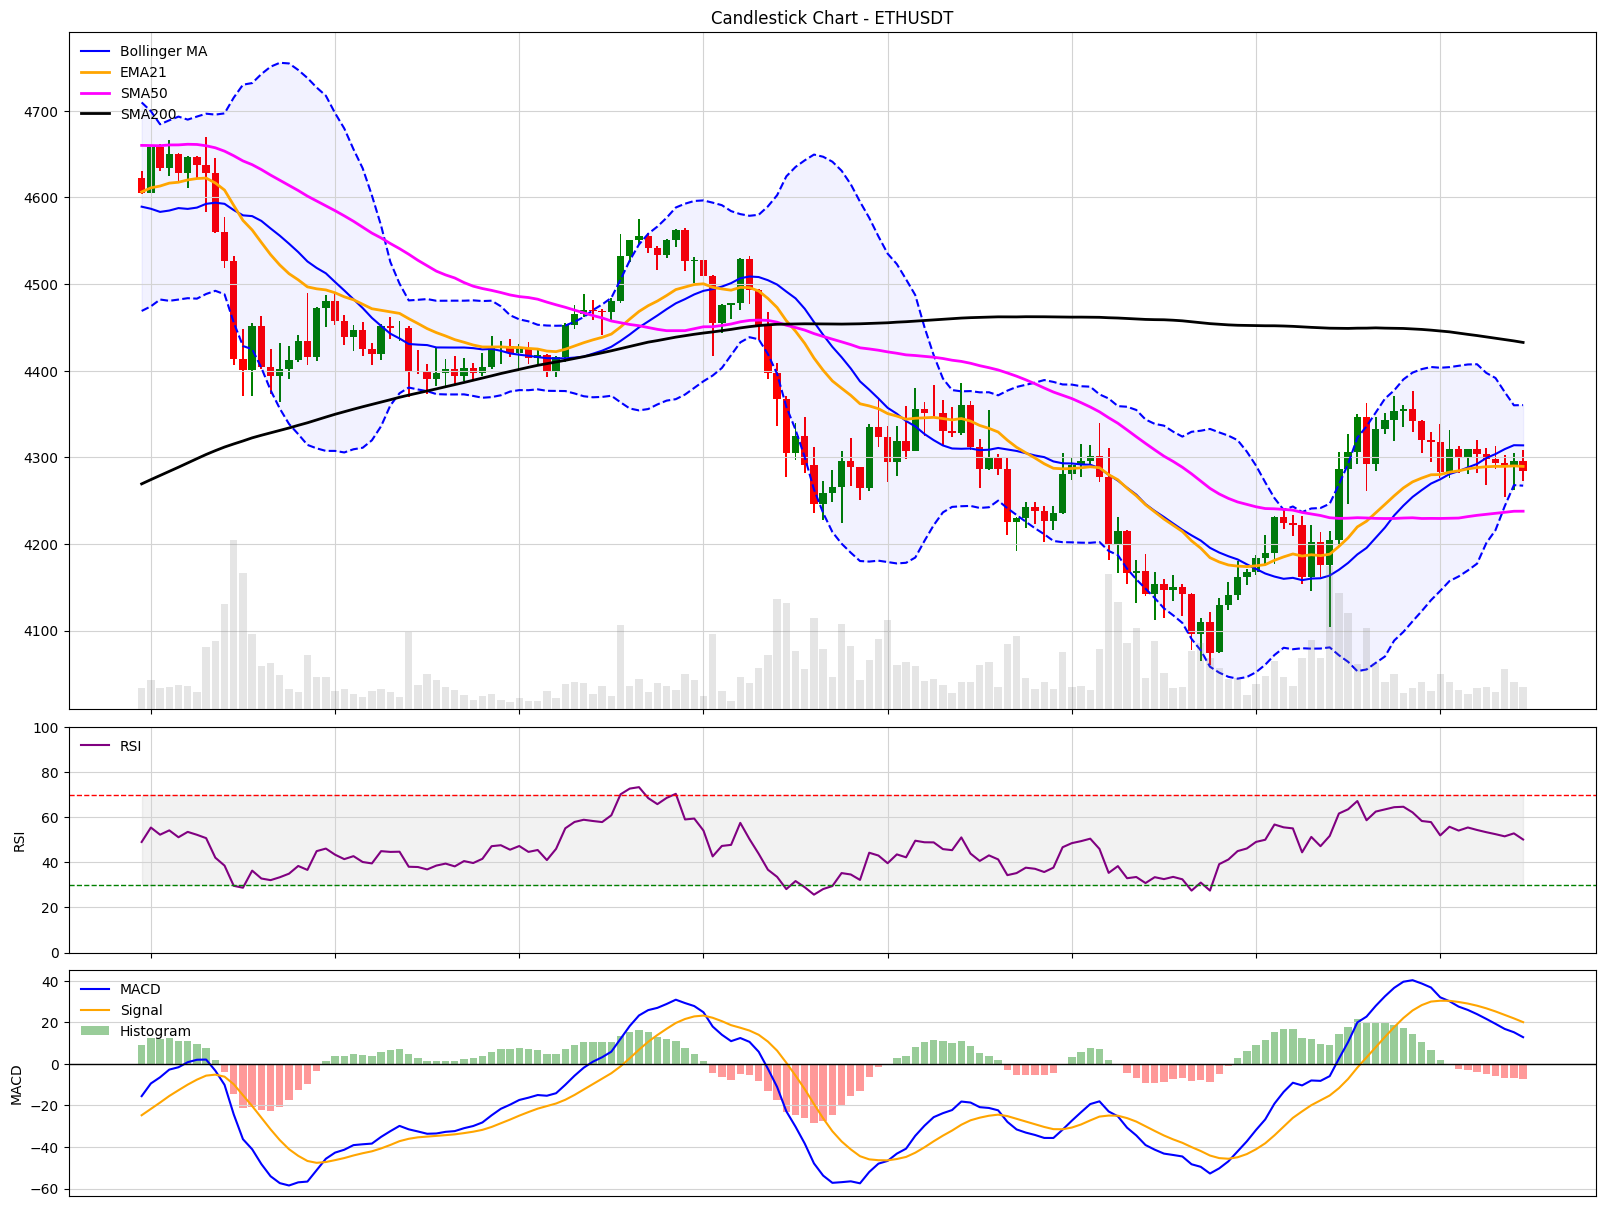 Candlestick Chart - ETHUSDT
Bollinger MA
EMA21
SMA50
SMA200
4700
4600
4500
4400
4300
4200
4100
100
80
60
40
20
0
RSI
RSI
40
20
0
−20
−40
−60
MACD
MACD
Signal
Histogram